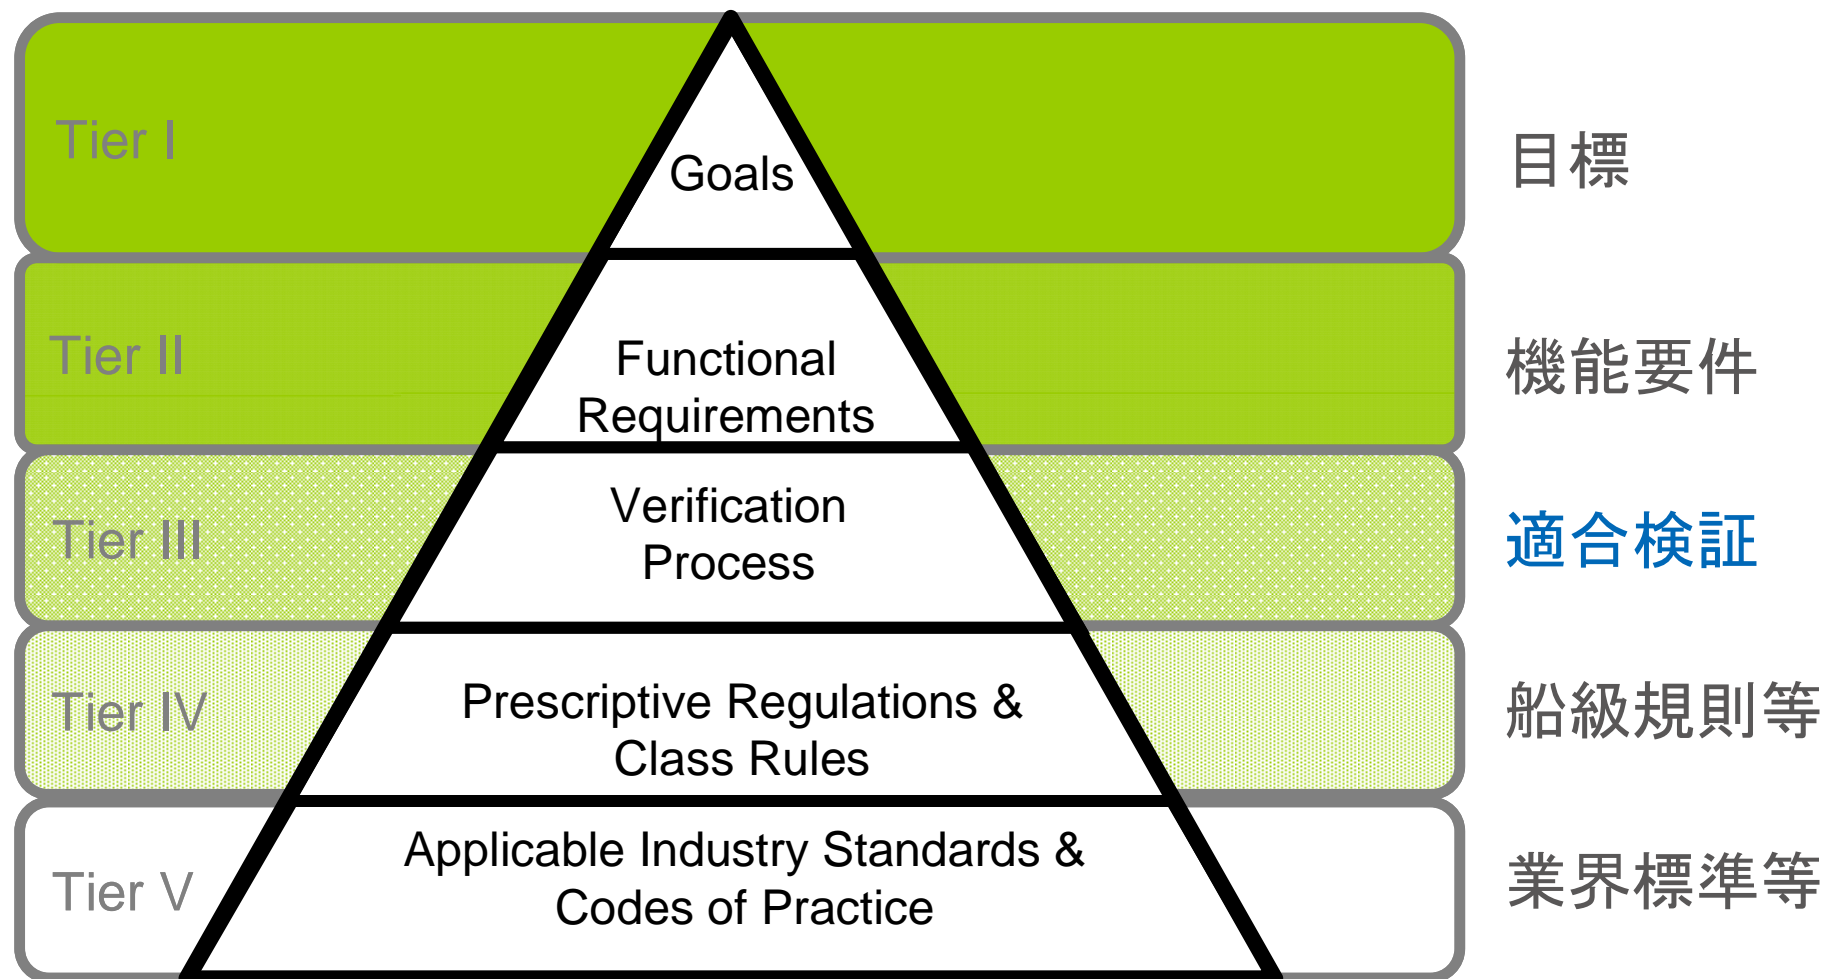 Tier I
Goals
目標
Tier II
Functional
Requirements
機能要件
Tier III
Verification
Process
適合検証
Tier IV
Prescriptive Regulations &
Class Rules
船級規則等
Tier V
Applicable Industry Standards &
Codes of Practice
業界標準等